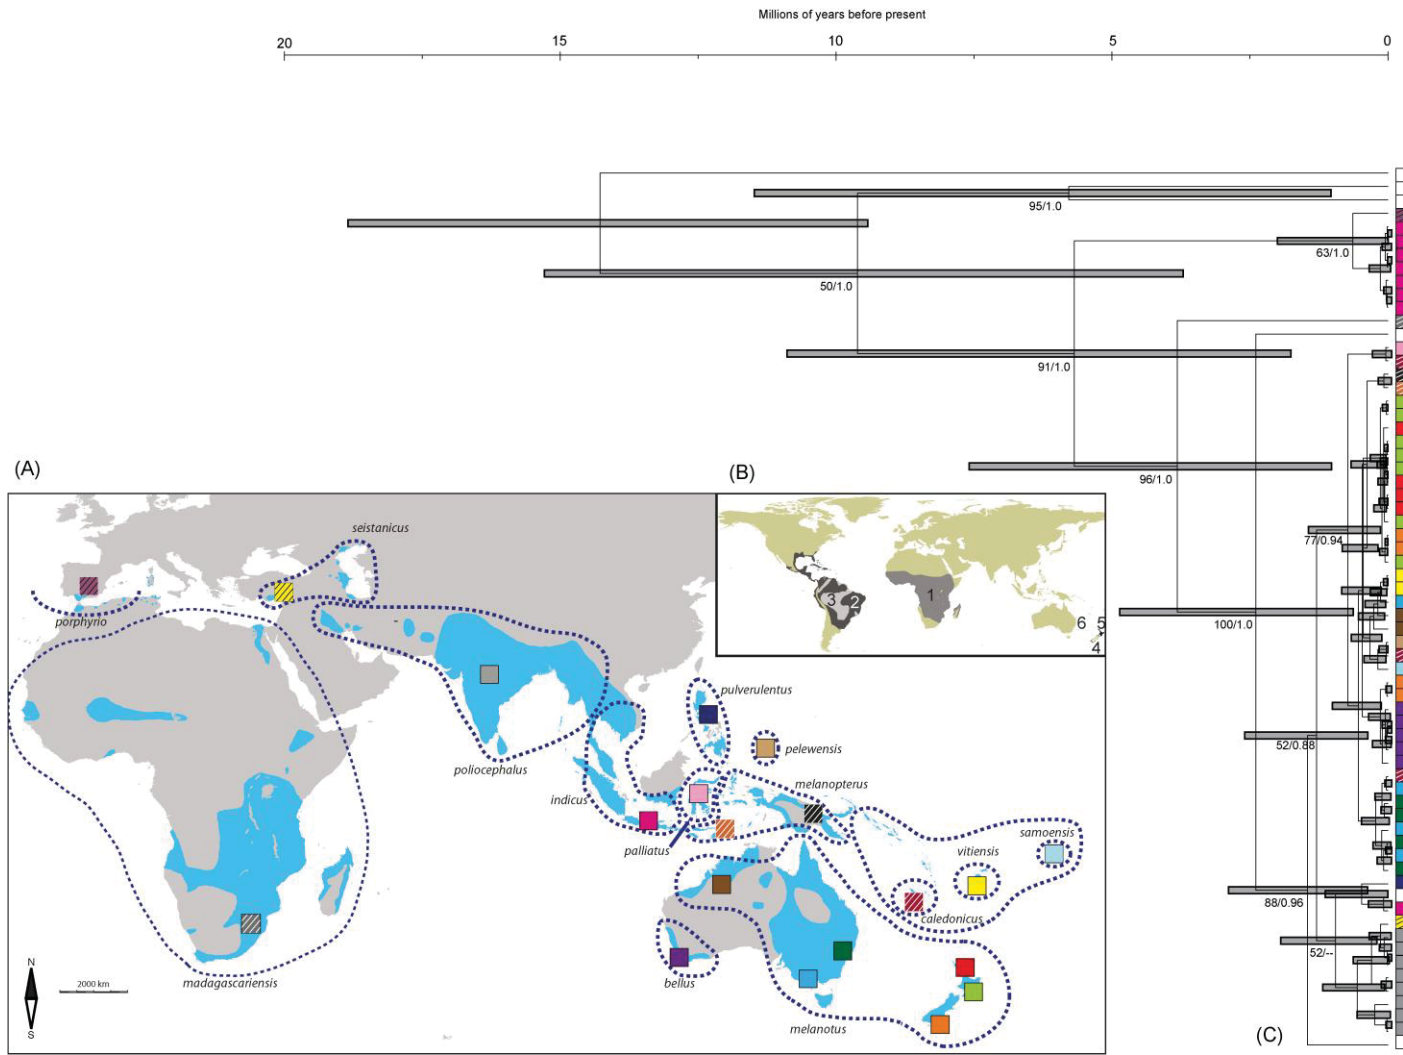 Millions of years before present
20 15 10 5 0
95/1.0
63/1.0
50/1.0
91/1.0
96/1.0
77/0.94
100/1.0
52/0.88
88/0.96
52/--
(A)
(B)
(C)
seistanicus
porphyrio
poliocephalus
pulverulentus
pelewensis
indicus
melanopterus
palliatus
samoensis
vitiensis
caledonicus
madagascariensis
bellus
melanotus
N
2000 km
S
1
3 2
6 5
4